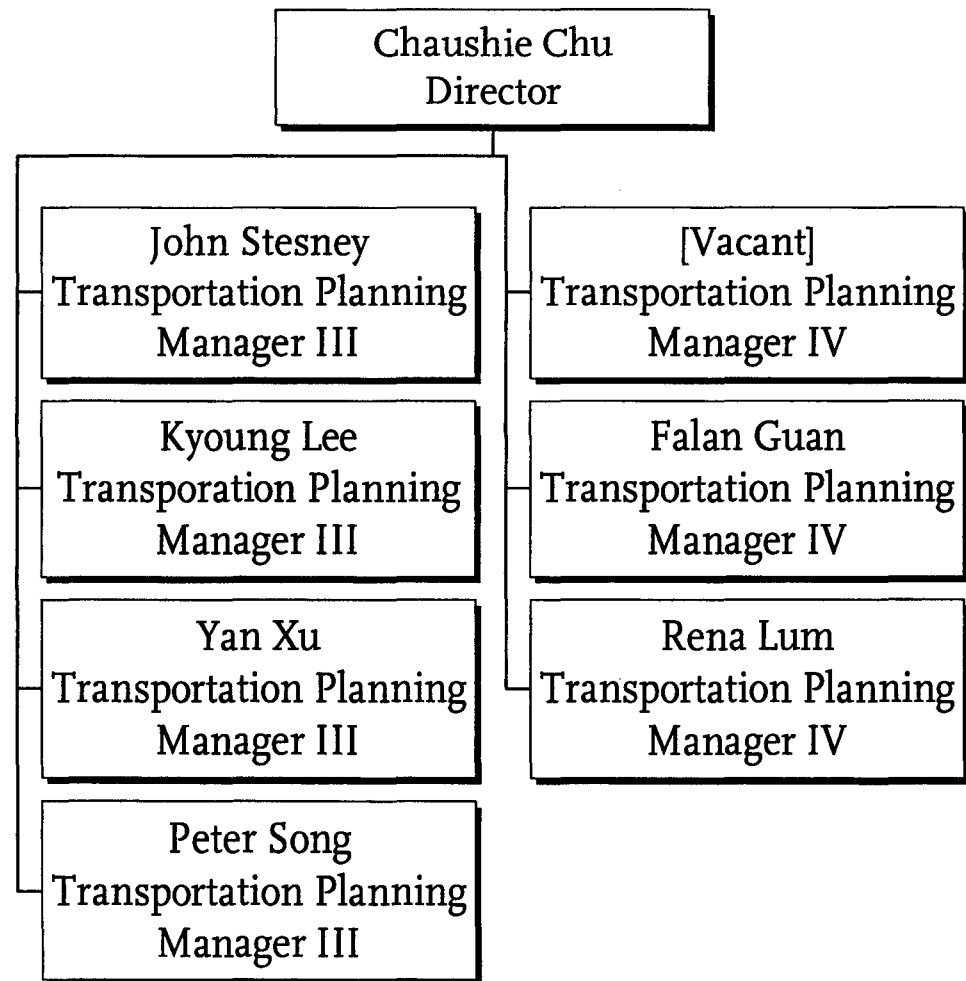 Chaushie Chu
Director
John Stesney
Transportation Planning
Manager III
[Vacant]
Transportation Planning
Manager IV
Kyoung Lee
Transporation Planning
Manager III
Falan Guan
Transportation Planning
Manager IV
Yan Xu
Transportation Planning
Manager III
Rena Lum
Transportation Planning
Manager IV
Peter Song
Transportation Planning
Manager III